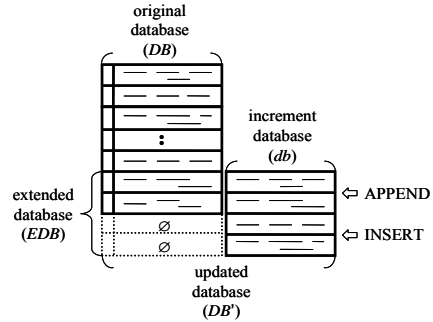 original
database
(DB)
increment
database
(db)
extended
database
(EDB)
⇦ APPEND
∅
⇦ INSERT
∅
updated
database
(DB')